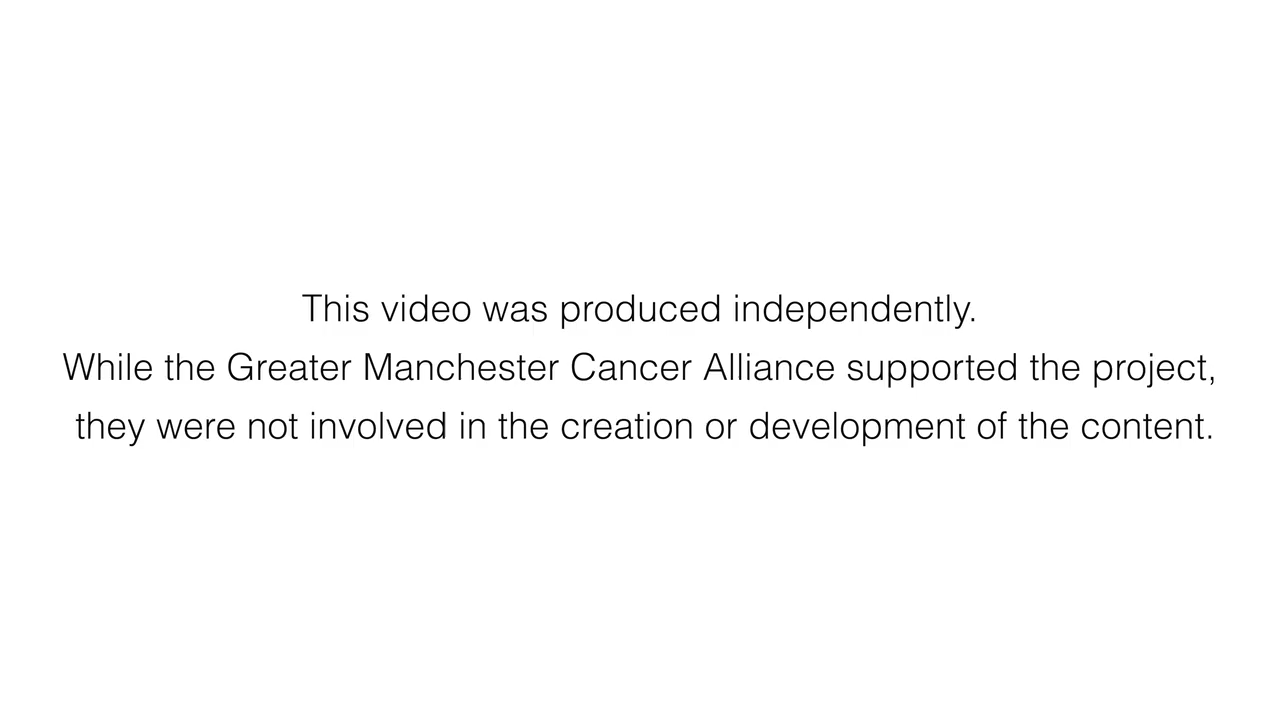 This video was produced independently.
While the Greater Manchester Cancer Alliance supported the project,
they were not involved in the creation or development of the content.